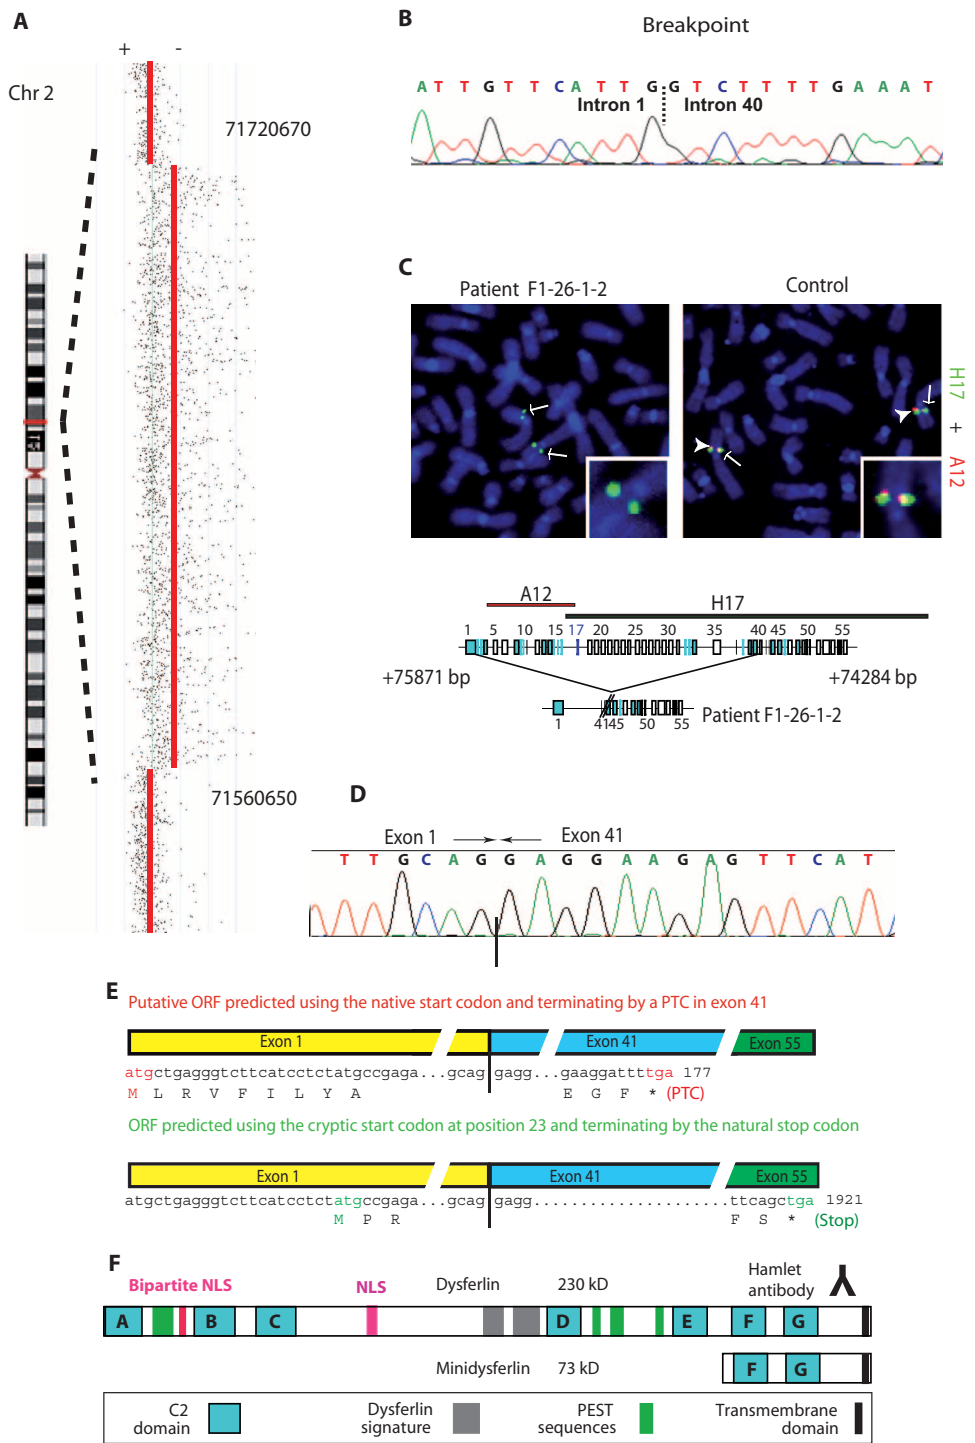 A
+ -
Chr 2
71720670
71560650
B
Breakpoint
A T T G T T C A T T G G T C T T T T G A A A T
Intron 1 Intron 40
C
Patient F1-26-1-2
Control
H17 + A12
A12
H17
1 5 10 15 17 20 25 30 35 40 45 50 55
+75871 bp
+74284 bp
1 41 45 50 55
Patient F1-26-1-2
D
Exon 1
Exon 41
T T G C A G G A G G A A G A G T T C A T
E
Putative ORF predicted using the native start codon and terminating by a PTC in exon 41
Exon 1 Exon 41 Exon 55
atgctgagggtcttcatcctctatgccgaga...gcag gagg...gaaggattttga 177
M L R V F I L Y A E G F * (PTC)
ORF predicted using the cryptic start codon at position 23 and terminating by the natural stop codon
Exon 1 Exon 41 Exon 55
atgctgagggtcttcatcctctatgccgaga...gcag gagg......................ttcagctga 1921
M P R F S * (Stop)
F
Bipartite NLS
NLS
Dysferlin 230 kD
Hamlet antibody
A B C D E F G
Minidysferlin 73 kD
F G
C2 domain
Dysferlin signature
PEST sequences
Transmembrane domain